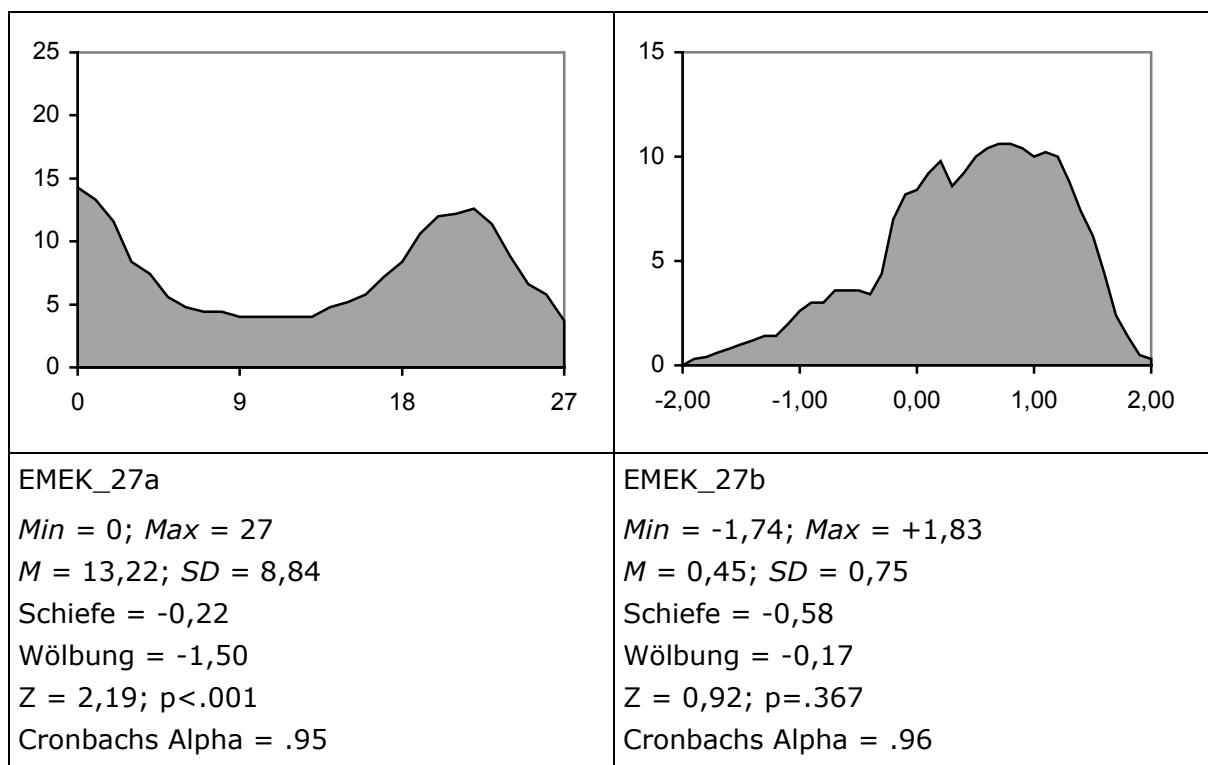 25
20
15
10
5
0
0 9 18 27
15
10
5
0
-2,00 -1,00 0,00 1,00 2,00
EMEK_27a
Min = 0; Max = 27
M = 13,22; SD = 8,84
Schiefe = -0,22
Wölbung = -1,50
Z = 2,19; p<.001
Cronbachs Alpha = .95
EMEK_27b
Min = -1,74; Max = +1,83
M = 0,45; SD = 0,75
Schiefe = -0,58
Wölbung = -0,17
Z = 0,92; p=.367
Cronbachs Alpha = .96